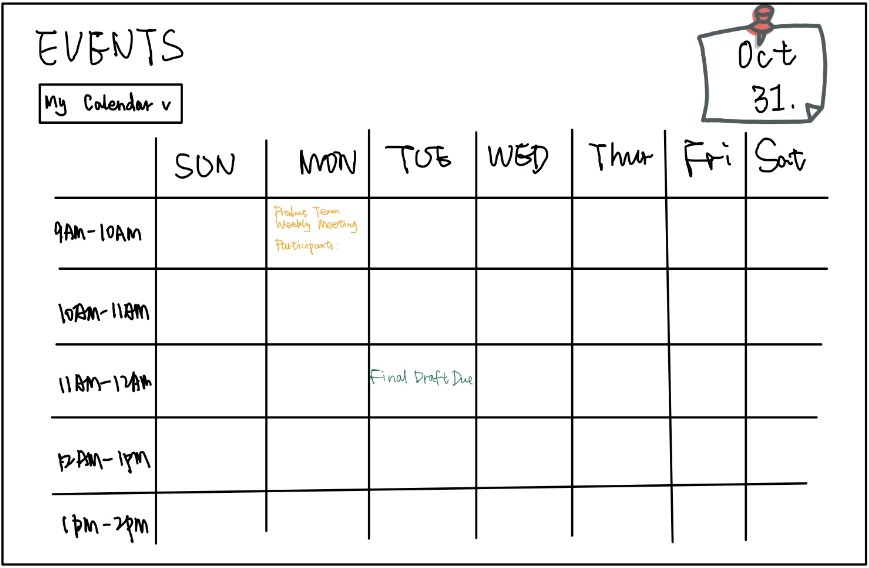 EVENTS
My Calendar v
Oct
31.
SUN MON TUE WED Thur Fri Sat
9AM-10AM
Product Team
Weekly Meeting
Participants:
10AM-11AM
11AM-12AM
Final Draft Due
12AM-1PM
1PM-2PM